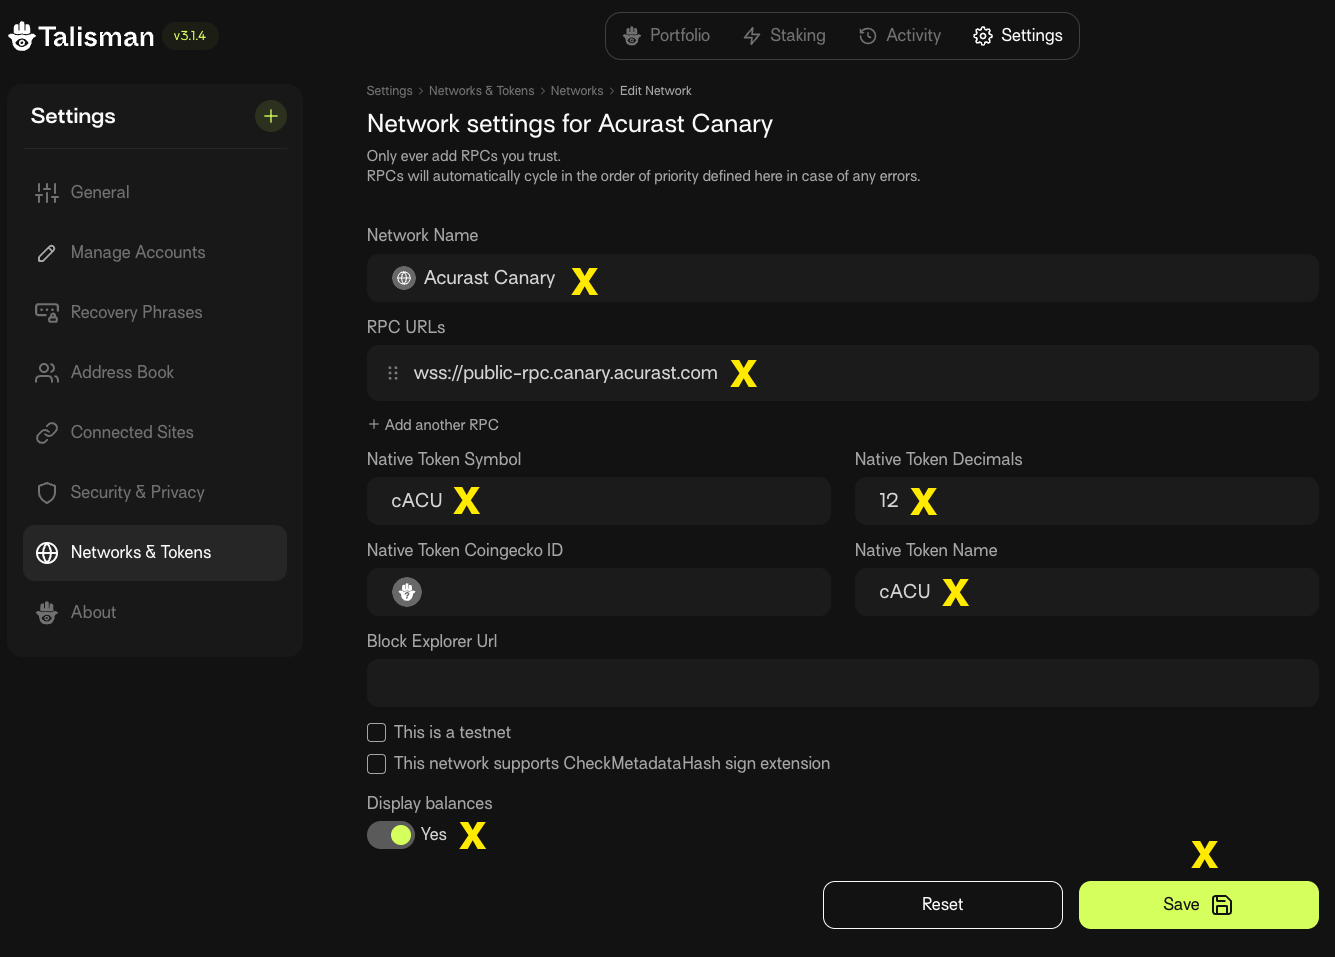 Talisman v3.1.4
Portfolio Staking Activity Settings
Settings
General
Manage Accounts
Recovery Phrases
Address Book
Connected Sites
Security & Privacy
Networks & Tokens
About
Settings > Networks & Tokens > Networks > Edit Network
Network settings for Acurast Canary
Only ever add RPCs you trust.
RPCs will automatically cycle in the order of priority defined here in case of any errors.
Network Name
Acurast Canary X
RPC URLs
wss://public-rpc.canary.acurast.com X
+ Add another RPC
Native Token Symbol
cACU X
Native Token Decimals
12 X
Native Token Coingecko ID
Native Token Name
cACU X
Block Explorer Url
This is a testnet
This network supports CheckMetadataHash sign extension
Display balances
Yes X
X
Reset
Save